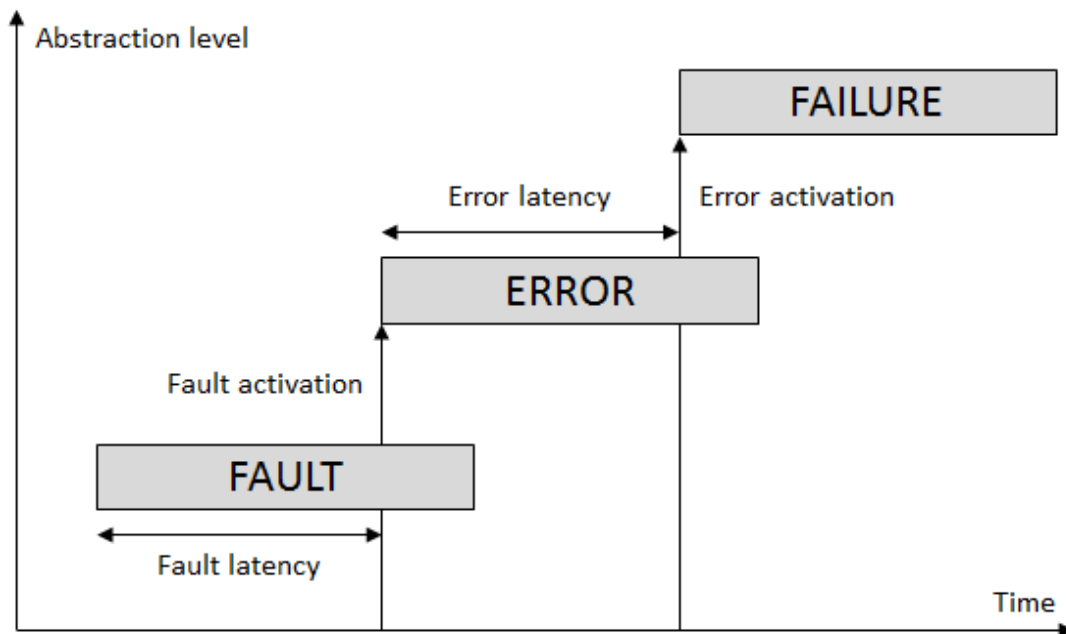 Abstraction level
FAILURE
Error latency
Error activation
ERROR
Fault activation
FAULT
Fault latency
Time